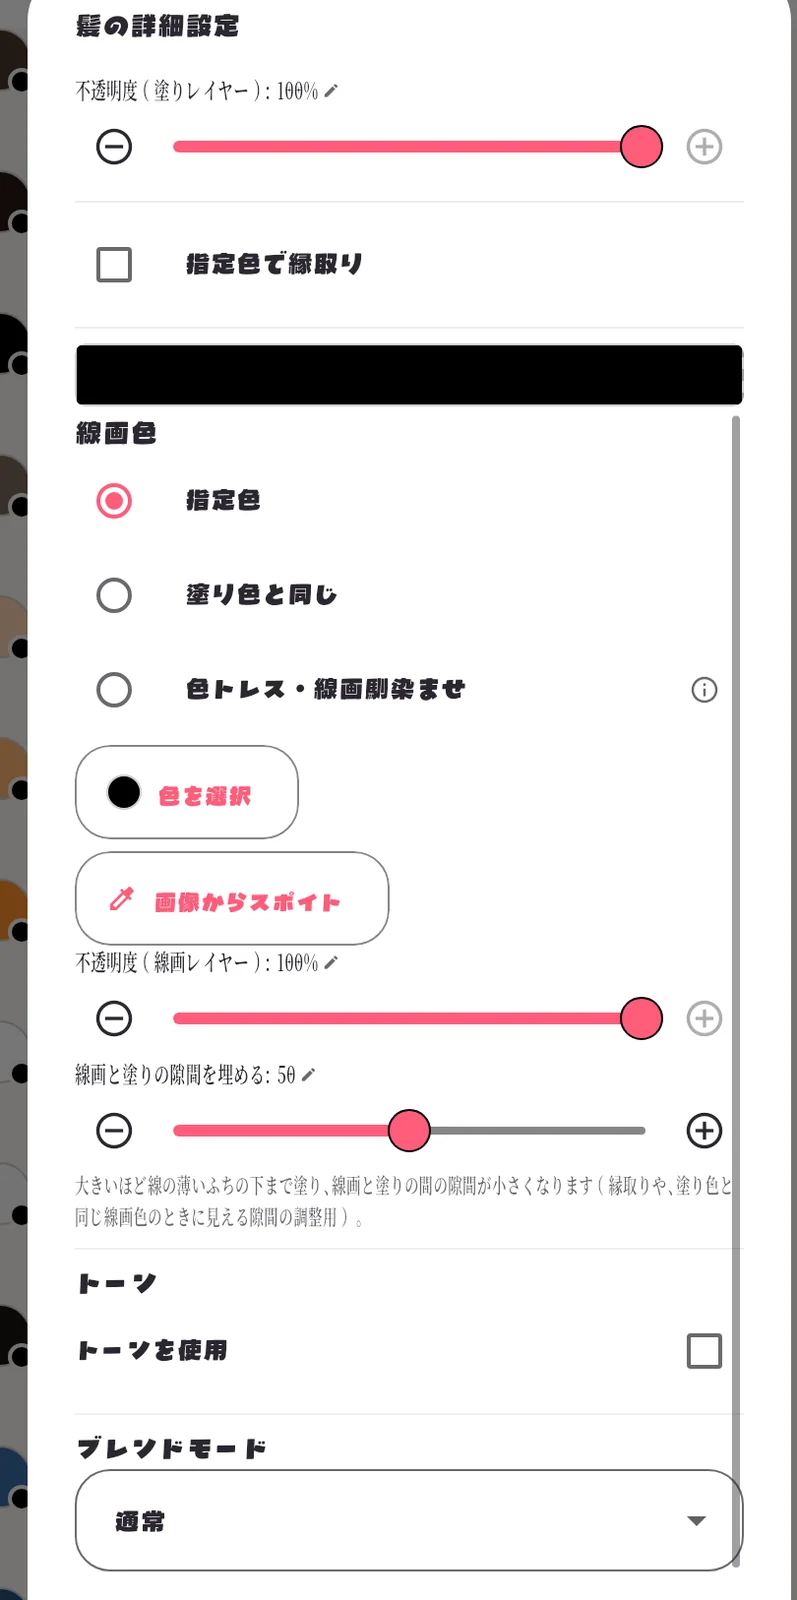 髪の詳細設定
不透明度 ( 塗りレイヤー ) : 100%
指定色で縁取り
線画色
指定色
塗り色と同じ
色トレス・線画馴染ませ
色を選択
画像からスポイト
不透明度 ( 線画レイヤー ) : 100%
線画と塗りの隙間を埋める: 50
大きいほど線の薄いふちの下まで塗り、線画と塗りの間の隙間が小さくなります ( 縁取りや、塗り色と
同じ線画色のときに見える隙間の調整用 ) 。
トーン
トーンを使用
ブレンドモード
通常